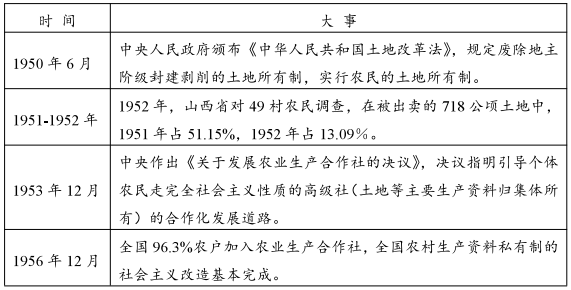 时 间 大 事
1950 年 6 月 中央人民政府颁布《中华人民共和国土地改革法》，规定废除地主
阶级封建剥削的土地所有制，实行农民的土地所有制。
1951-1952 年 1952 年，山西省对 49 村农民调查，在被出卖的 718 公顷土地中，
1951 年占 51.15%，1952 年占 13.09％。
1953 年 12 月 中央作出《关于发展农业生产合作社的决议》，决议指明引导个体
农民走完全社会主义性质的高级社（土地等主要生产资料归集体所
有）的合作化发展道路。
1956 年 12 月 全国 96.3%农户加入农业生产合作社，全国农村生产资料私有制的
社会主义改造基本完成。